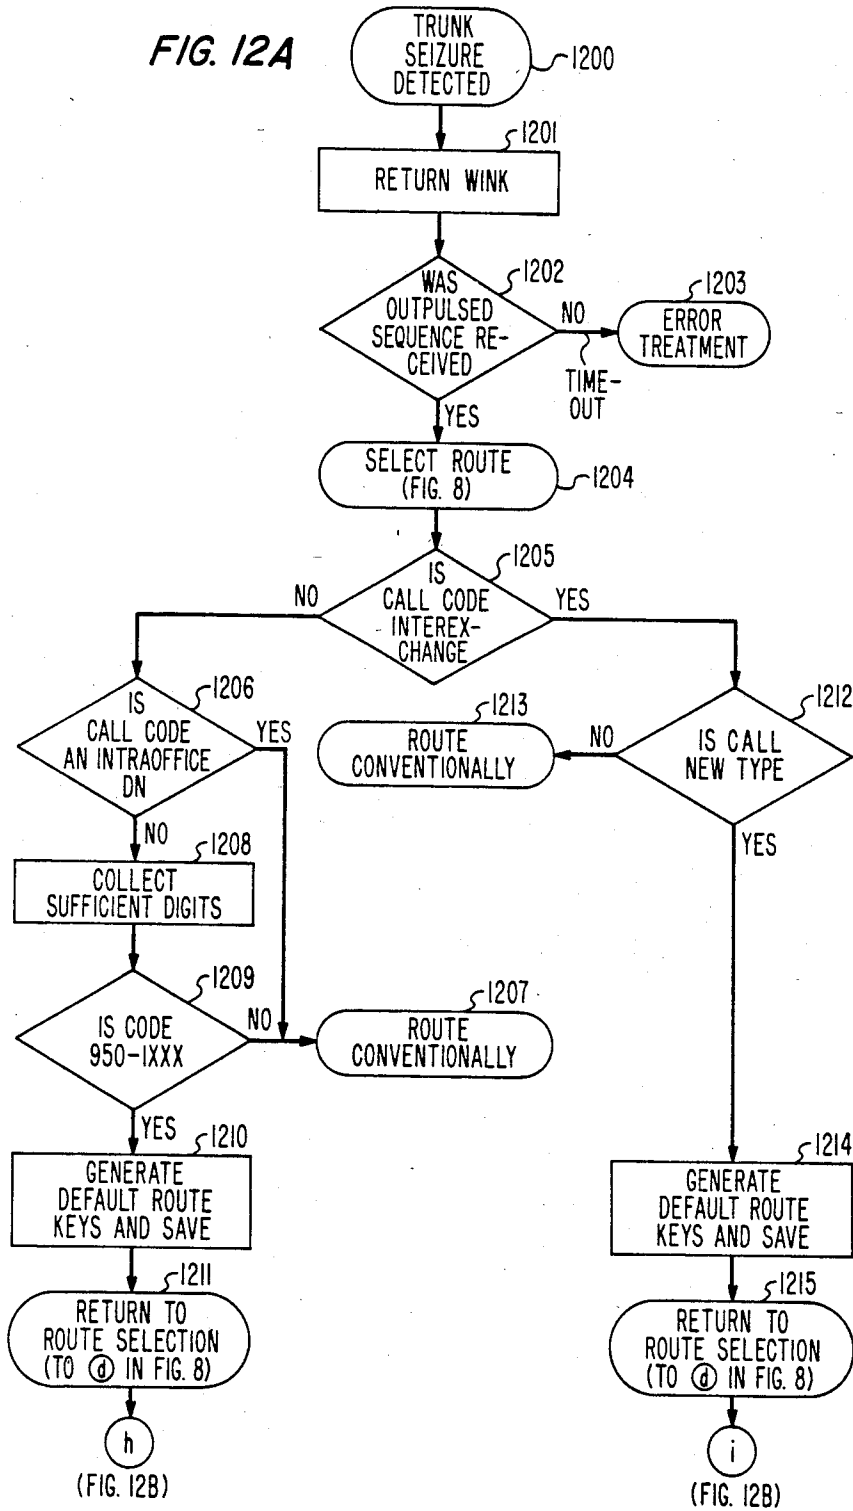 FIG. 12A
TRUNK
SEIZURE
DETECTED
1200
1201
RETURN WINK
1202
WAS
OUTPULSED
SEQUENCE RE-
CEIVED
NO
TIME-
OUT
1203
ERROR
TREATMENT
YES
SELECT ROUTE
(FIG. 8)
1204
1205
IS
CALL CODE
INTEREX-
CHANGE
NO
YES
1206
IS
CALL CODE
AN INTRAOFFICE
DN
YES
NO
1213
ROUTE
CONVENTIONALLY
NO
1212
IS CALL
NEW TYPE
YES
1208
COLLECT
SUFFICIENT DIGITS
1209
IS CODE
950-1XXX
NO
1207
ROUTE
CONVENTIONALLY
YES
1210
GENERATE
DEFAULT ROUTE
KEYS AND SAVE
1214
GENERATE
DEFAULT ROUTE
KEYS AND SAVE
1211
RETURN TO
ROUTE SELECTION
(TO d IN FIG. 8)
1215
RETURN TO
ROUTE SELECTION
(TO d IN FIG. 8)
h
(FIG. 12B)
i
(FIG. 12B)